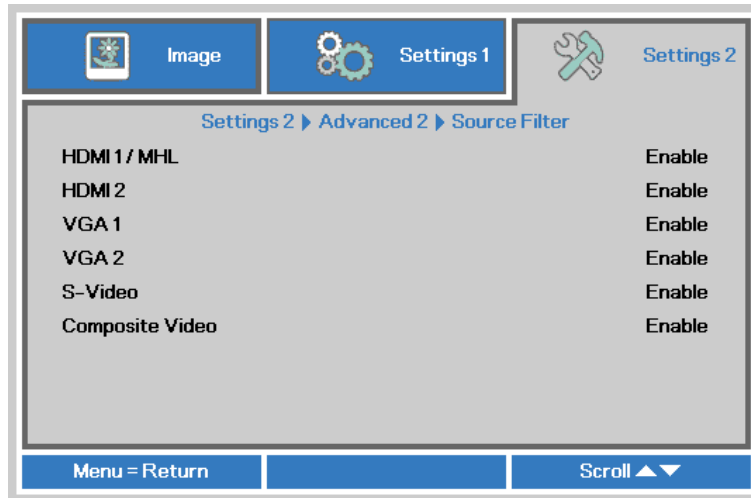 Image Settings 1 Settings 2
Settings 2 ▶ Advanced 2 ▶ Source Filter
HDMI 1 / MHL Enable
HDMI 2 Enable
VGA 1 Enable
VGA 2 Enable
S-Video Enable
Composite Video Enable
Menu = Return Scroll ▲▼